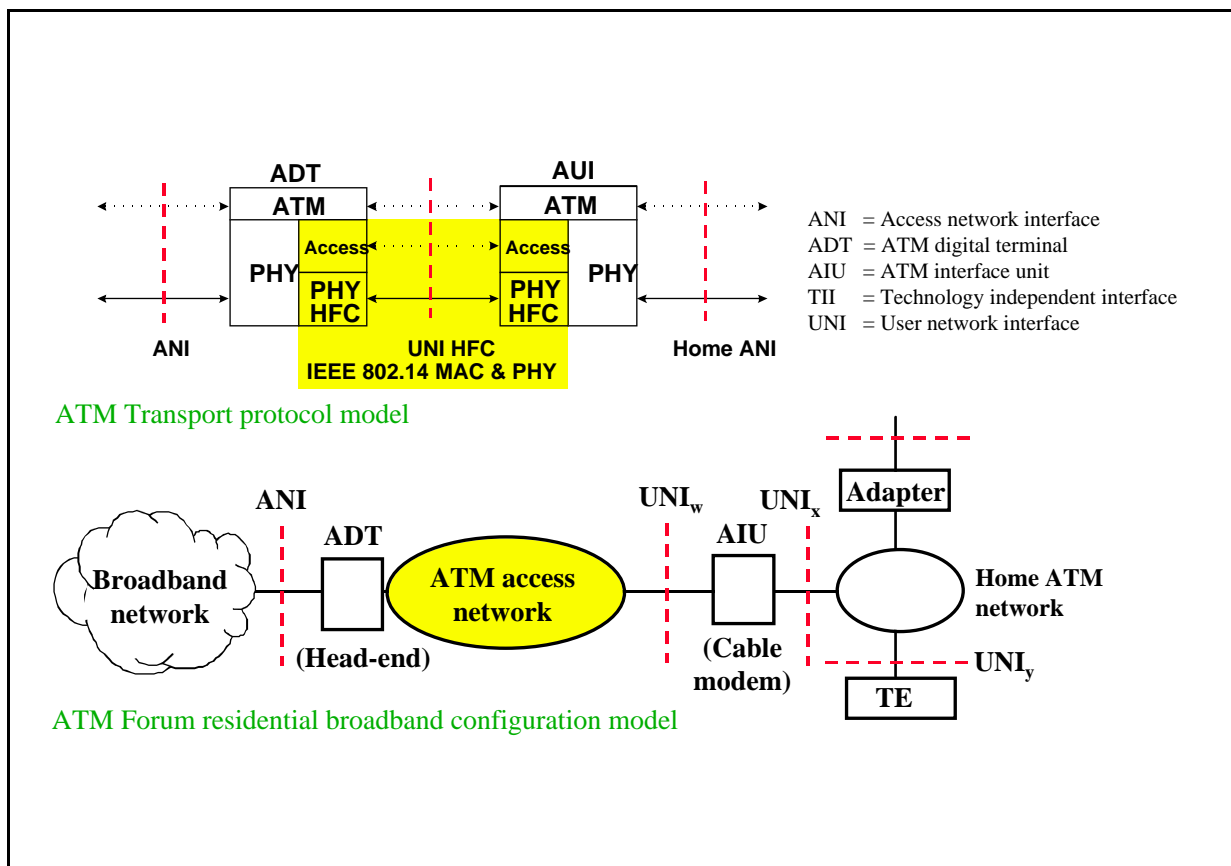 ADT
AUI
ATM
ATM
Access
Access
PHY
PHY
PHY
HFC
PHY
HFC
ANI
UNI HFC
IEEE 802.14 MAC & PHY
Home ANI
ANI = Access network interface
ADT = ATM digital terminal
AIU = ATM interface unit
TII = Technology independent interface
UNI = User network interface
ATM Transport protocol model
ANI
ADT
UNIw
AIU
UNIx
Adapter
Broadband
network
ATM access
network
Home ATM
network
(Head-end)
(Cable
modem)
UNIy
TE
ATM Forum residential broadband configuration model